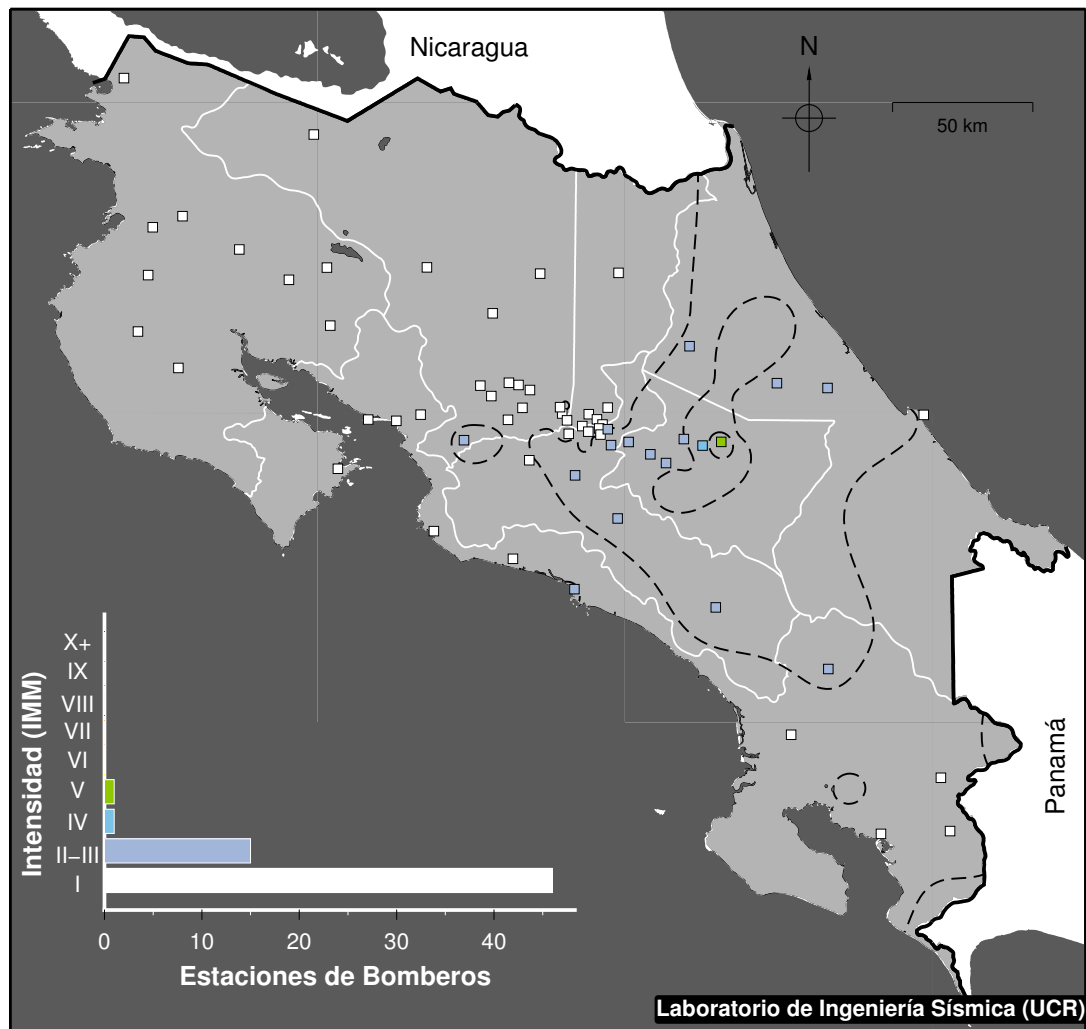 Nicaragua
N
50 km
Panamá
Intensidad (IMM)
X+
IX
VIII
VII
VI
V
IV
II–III
I
0 10 20 30 40
Estaciones de Bomberos
Laboratorio de Ingeniería Sísmica (UCR)